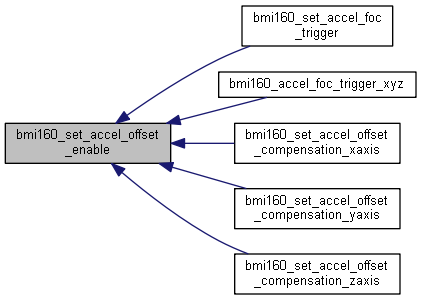 bmi160_set_accel_foc
_trigger
bmi160_accel_foc_trigger_xyz
bmi160_set_accel_offset
_enable
bmi160_set_accel_offset
_compensation_xaxis
bmi160_set_accel_offset
_compensation_yaxis
bmi160_set_accel_offset
_compensation_zaxis